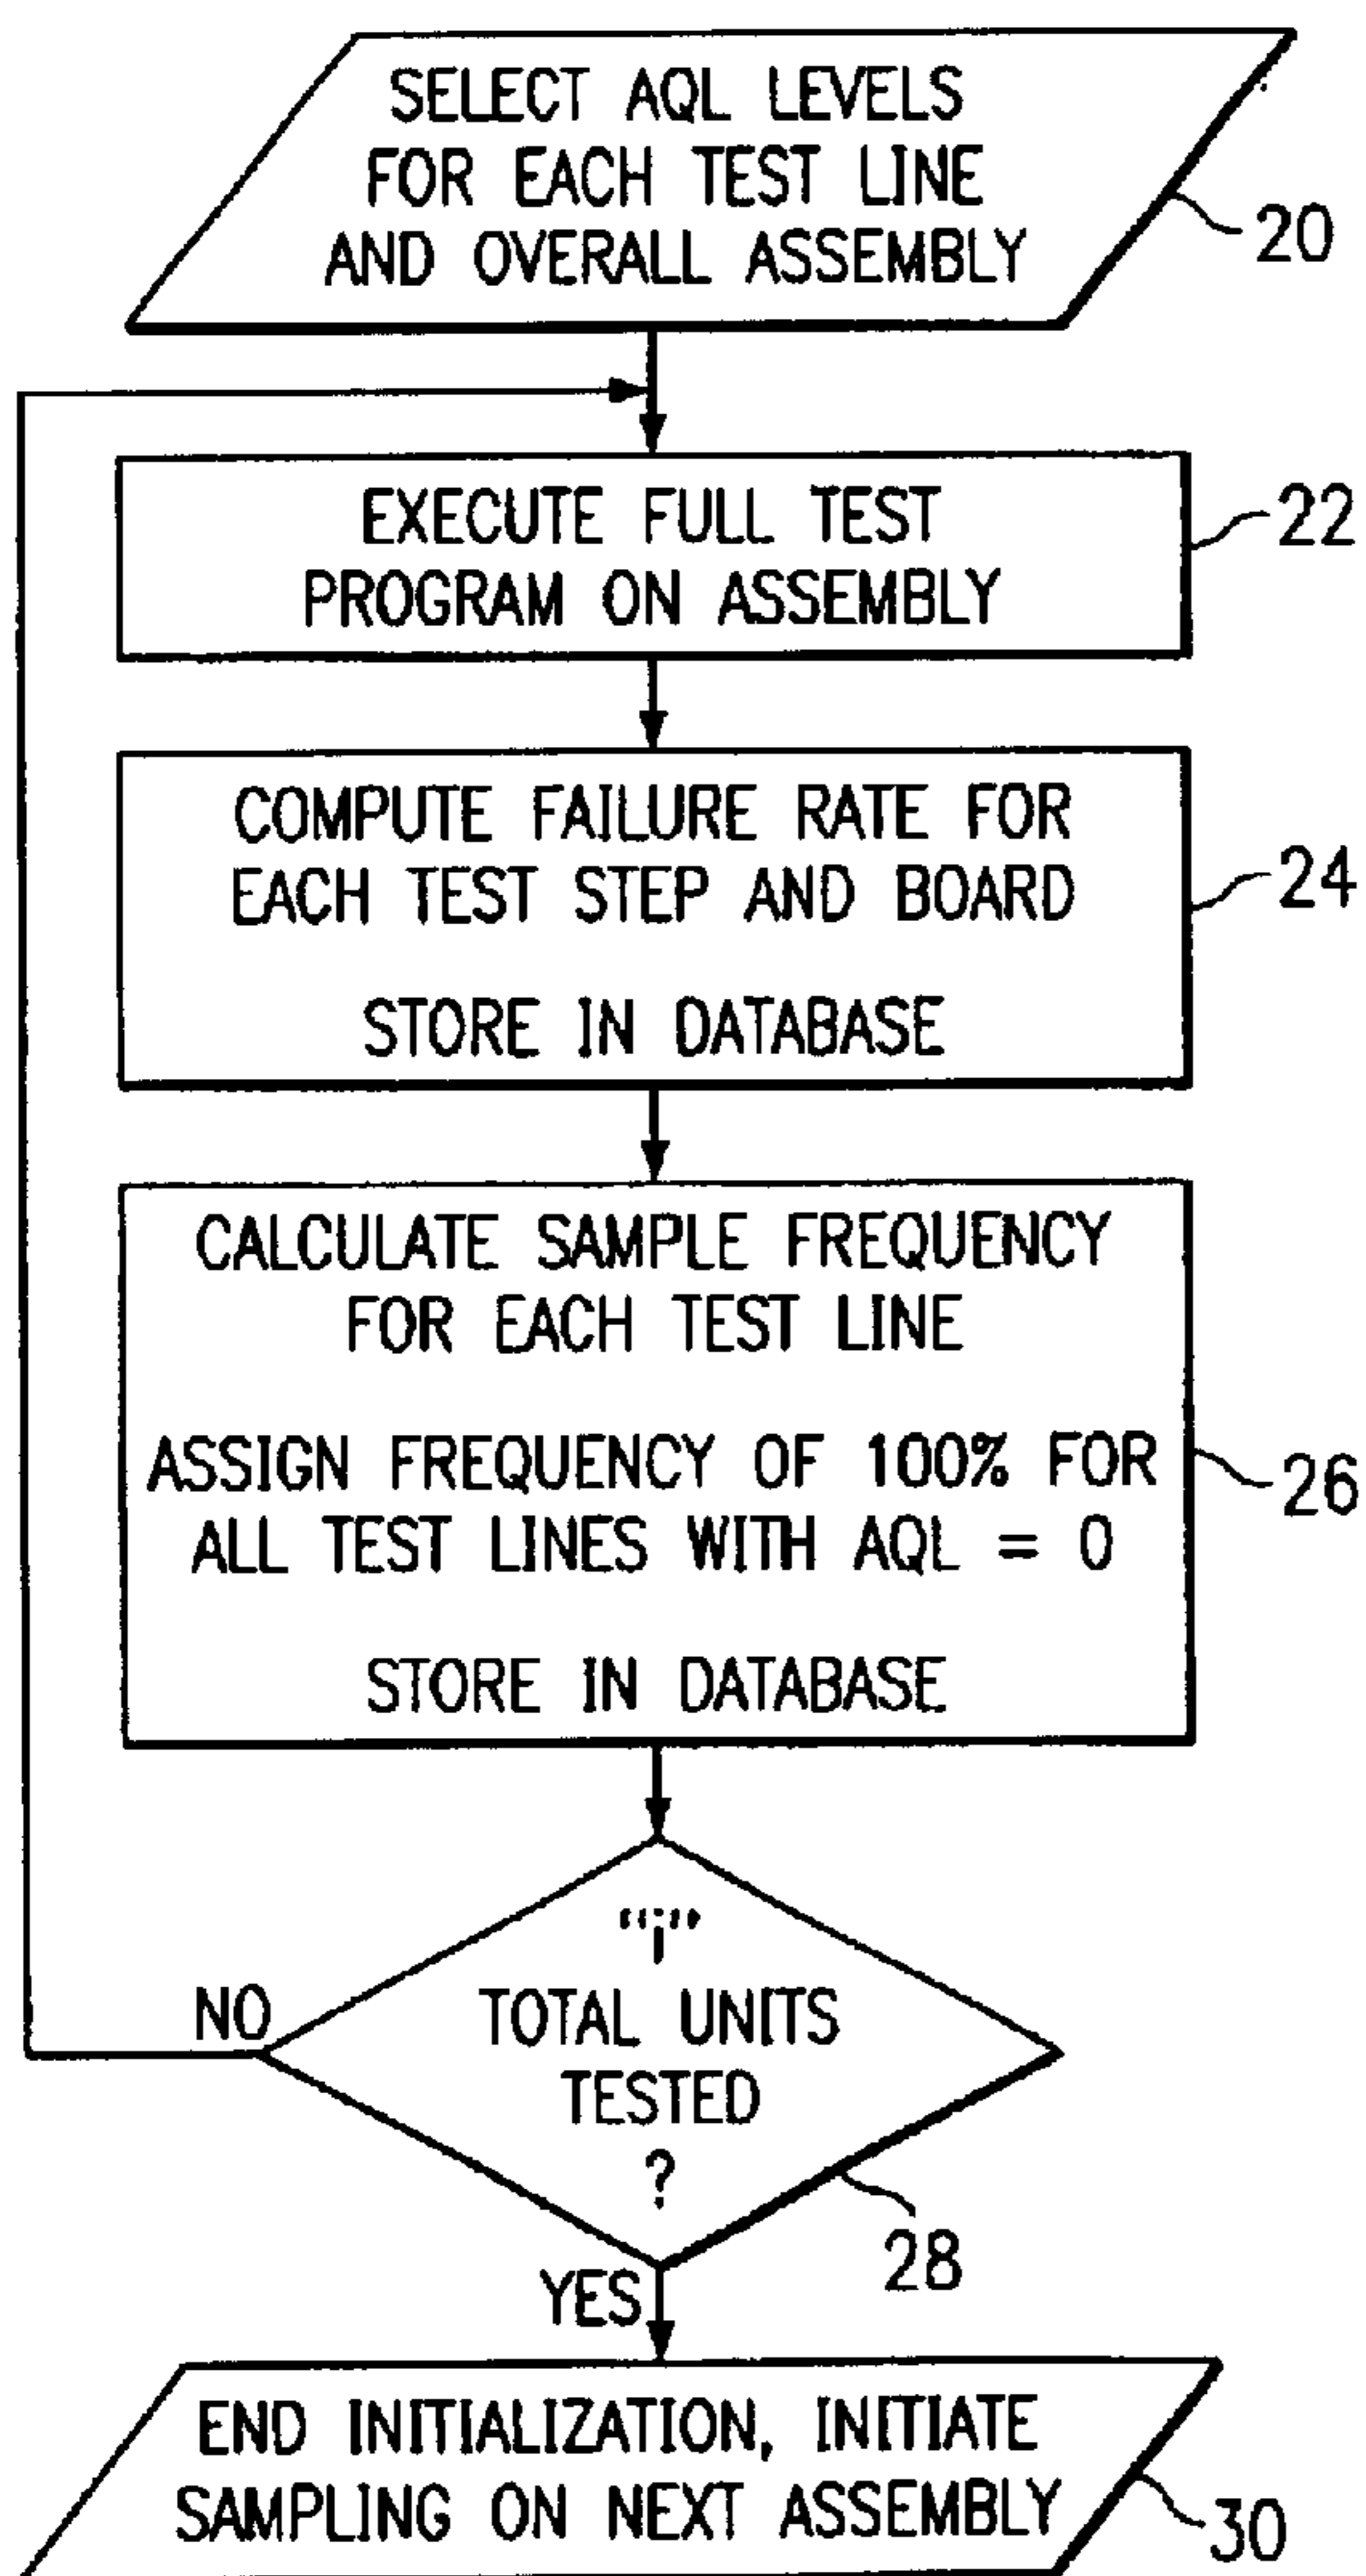 SELECT AQL LEVELS
FOR EACH TEST LINE
AND OVERALL ASSEMBLY
20
EXECUTE FULL TEST
PROGRAM ON ASSEMBLY
22
COMPUTE FAILURE RATE FOR
EACH TEST STEP AND BOARD
STORE IN DATABASE
24
CALCULATE SAMPLE FREQUENCY
FOR EACH TEST LINE
ASSIGN FREQUENCY OF 100% FOR
ALL TEST LINES WITH AQL = 0
STORE IN DATABASE
26
"i"
TOTAL UNITS
TESTED
?
NO
28
YES
END INITIALIZATION, INITIATE
SAMPLING ON NEXT ASSEMBLY
30